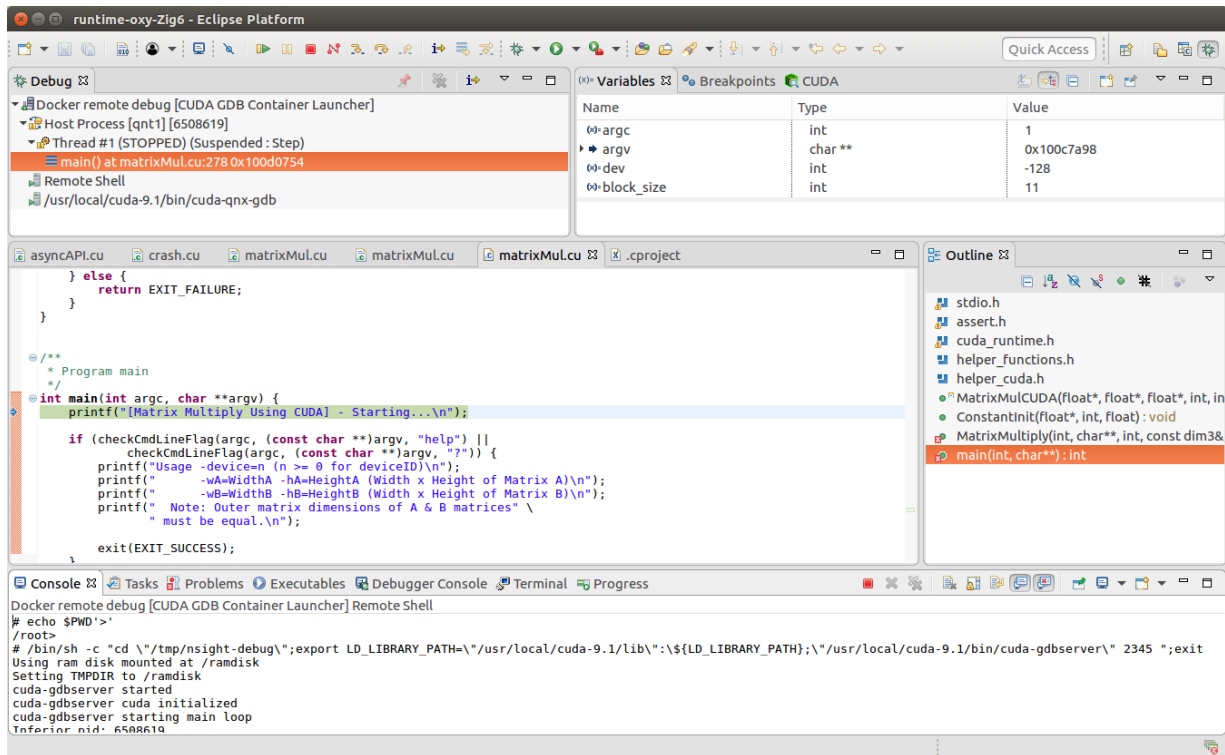 runtime-oxy-Zig6 - Eclipse Platform
Quick Access
Debug
Docker remote debug [CUDA GDB Container Launcher]
Host Process [qnt1] [6508619]
Thread #1 (STOPPED) (Suspended : Step)
main() at matrixMul.cu:278 0x100d0754
Remote Shell
/usr/local/cuda-9.1/bin/cuda-qnx-gdb
Variables Breakpoints CUDA
Name Type Value
argc int 1
argv char ** 0x100c7a98
dev int -128
block_size int 11
asyncAPI.cu crash.cu matrixMul.cu matrixMul.cu matrixMul.cu .cproject
} else {
return EXIT_FAILURE;
}
}
/**
* Program main
*/
int main(int argc, char **argv) {
printf("[Matrix Multiply Using CUDA] - Starting...\n");
if (checkCmdLineFlag(argc, (const char **)argv, "help") ||
checkCmdLineFlag(argc, (const char **)argv, "?")) {
printf("Usage -device=n (n >= 0 for deviceID)\n");
printf("      -wA=WidthA -hA=HeightA (Width x Height of Matrix A)\n");
printf("      -wB=WidthB -hB=HeightB (Width x Height of Matrix B)\n");
printf("  Note: Outer matrix dimensions of A & B matrices" \
" must be equal.\n");
exit(EXIT_SUCCESS);
}
Outline
stdio.h
assert.h
cuda_runtime.h
helper_functions.h
helper_cuda.h
MatrixMulCUDA(float*, float*, float*, int, in
ConstantInit(float*, int, float) : void
MatrixMultiply(int, char**, int, const dim3&
main(int, char**) : int
Console Tasks Problems Executables Debugger Console Terminal Progress
Docker remote debug [CUDA GDB Container Launcher] Remote Shell
# echo $PWD'>'
/root>
# /bin/sh -c "cd \"/tmp/nsight-debug\";export LD_LIBRARY_PATH=\"/usr/local/cuda-9.1/lib\":\${LD_LIBRARY_PATH};\"/usr/local/cuda-9.1/bin/cuda-gdbserver\" 2345 ";exit
Using ram disk mounted at /ramdisk
Setting TMPDIR to /ramdisk
cuda-gdbserver started
cuda-gdbserver cuda initialized
cuda-gdbserver starting main loop
Inferior pid: 6508619